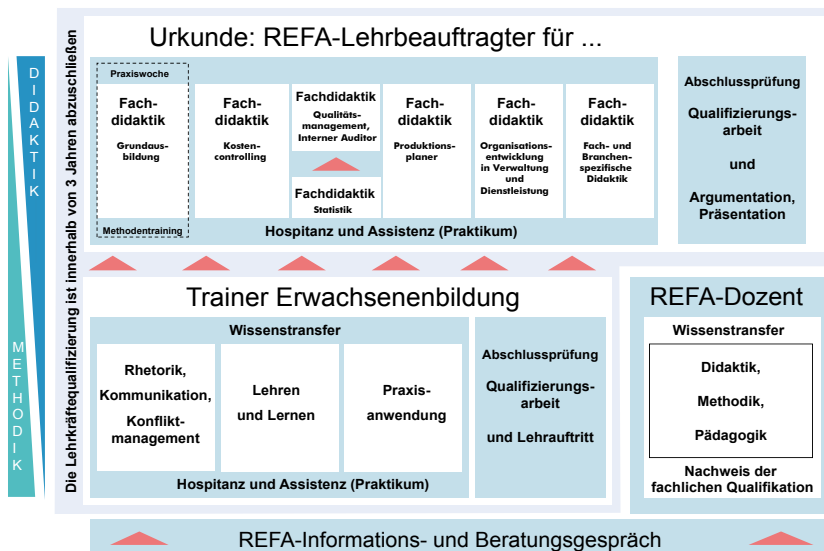 DIDAKTIK
METHODIK
Die Lehrkräftequalifizierung ist innerhalb von 3 Jahren abzuschließen
Urkunde: REFA-Lehrbeauftragter für ...
Praxiswoche
Fach-
didaktik
Grundaus-
bildung
Methodentraining
Fach-
didaktik
Kosten-
controlling
Fachdidaktik
Qualitäts-
management,
Interner Auditor
Fachdidaktik
Statistik
Fach-
didaktik
Produktions-
planer
Fach-
didaktik
Organisations-
entwicklung
in Verwaltung
und
Dienstleistung
Fach-
didaktik
Fach- und
Branchen-
spezifische
Didaktik
Hospitanz und Assistenz (Praktikum)
Abschlussprüfung
Qualifizierungs-
arbeit
und
Argumentation,
Präsentation
Trainer Erwachsenenbildung
Wissenstransfer
Rhetorik,
Kommunikation,
Konflikt-
management
Lehren
und Lernen
Praxis-
anwendung
Hospitanz und Assistenz (Praktikum)
Abschlussprüfung
Qualifizierungs-
arbeit
und Lehrauftritt
REFA-Dozent
Wissenstransfer
Didaktik,
Methodik,
Pädagogik
Nachweis der
fachlichen Qualifikation
REFA-Informations- und Beratungsgespräch